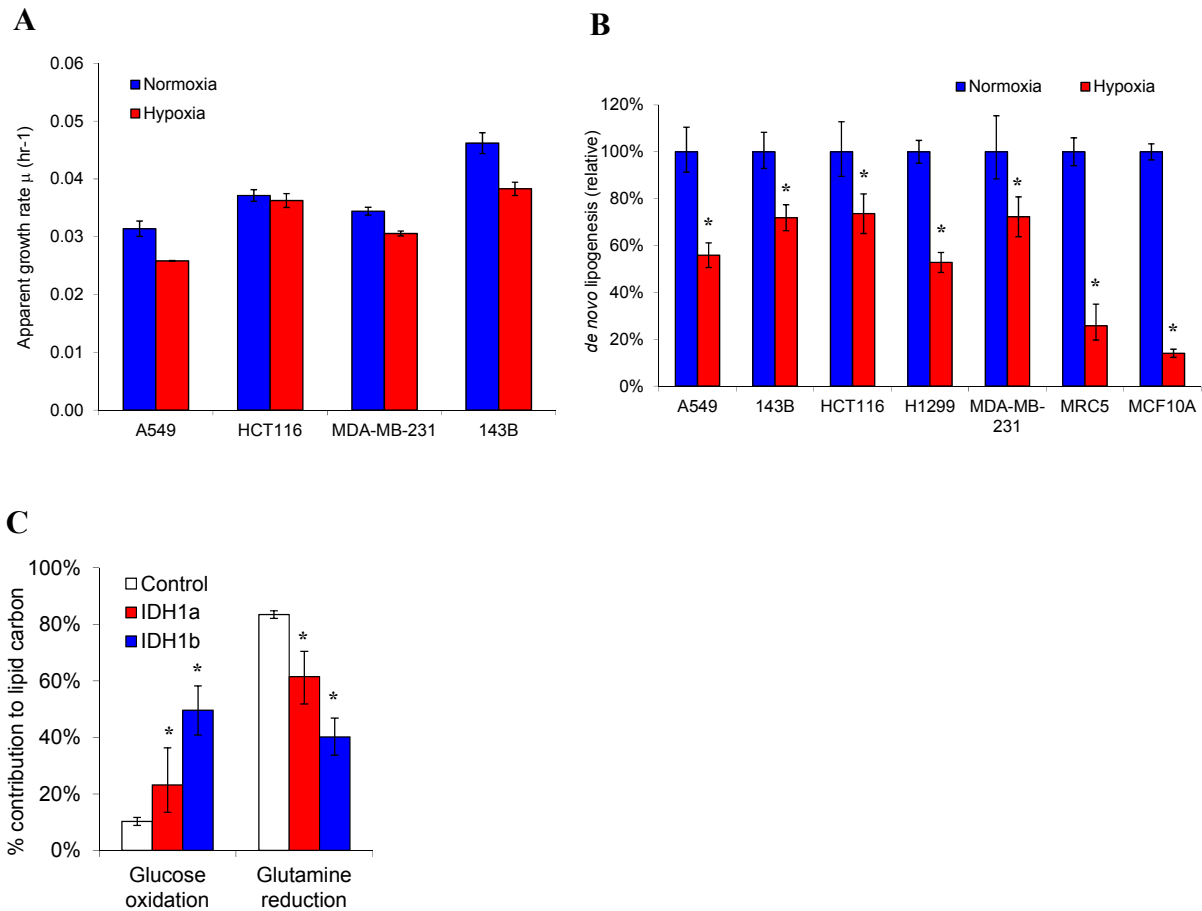 A
Apparent growth rate μ (hr-1)
0.06
0.05
0.04
0.03
0.02
0.01
0.00
Normoxia
Hypoxia
A549
HCT116
MDA-MB-231
143B
B
Normoxia
Hypoxia
de novo lipogenesis (relative)
120%
100%
80%
60%
40%
20%
0%
*
*
*
*
*
*
*
A549
143B
HCT116
H1299
MDA-MB-
231
MRC5
MCF10A
C
% contribution to lipid carbon
100%
80%
60%
40%
20%
0%
Control
IDH1a
IDH1b
*
*
*
*
Glucose
oxidation
Glutamine
reduction